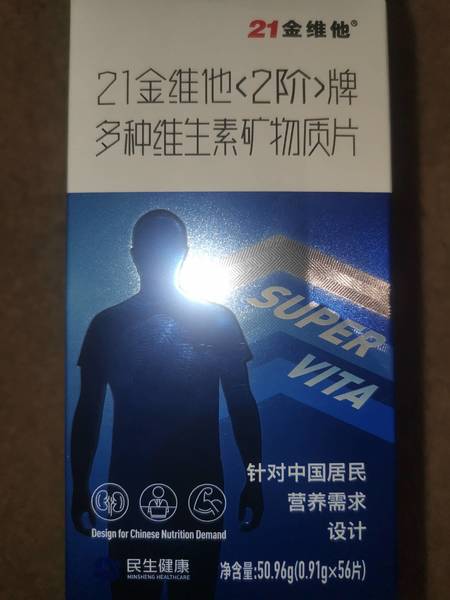 21金维他®
21金维他<2阶>牌
多种维生素矿物质片
SUPER
VITA
针对中国居民
营养需求
设计
Design for Chinese Nutrition Demand
民生健康
MINSHENG HEALTHCARE
净含量:50.96g(0.91g×56片)